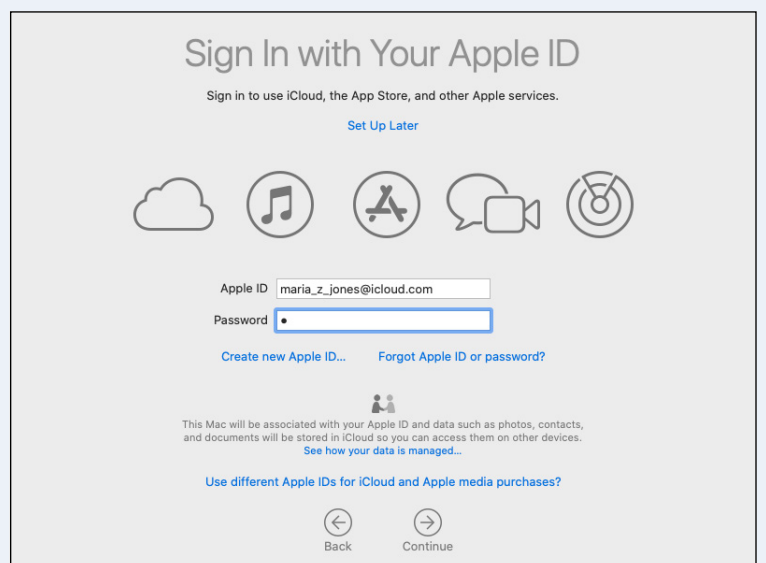 Sign In with Your Apple ID
Sign in to use iCloud, the App Store, and other Apple services.
Set Up Later
Apple ID maria_z_jones@icloud.com
Password •
Create new Apple ID... Forgot Apple ID or password?
This Mac will be associated with your Apple ID and data such as photos, contacts,
and documents will be stored in iCloud so you can access them on other devices.
See how your data is managed...
Use different Apple IDs for iCloud and Apple media purchases?
Back Continue